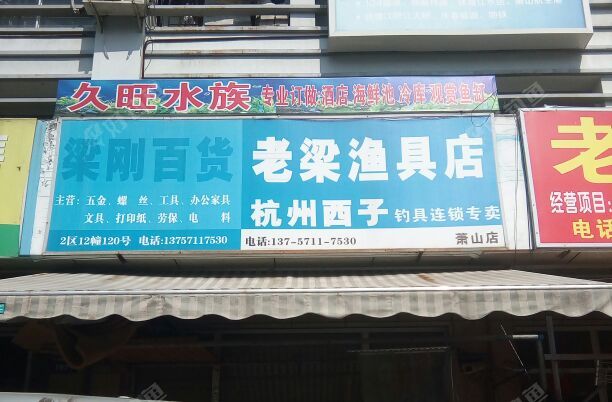 久旺水族 专业订做 酒店 海鲜池 冷库 观赏鱼缸
梁刚百货
主营：五金、螺 丝、工具、办公家具
文具、打印纸、劳保、电 料
2区12幢120号 电话：13757117530
老梁渔具店
杭州西子 钓具连锁专卖
电话：137-5711-7530
萧山店
老
经营项目：
电话